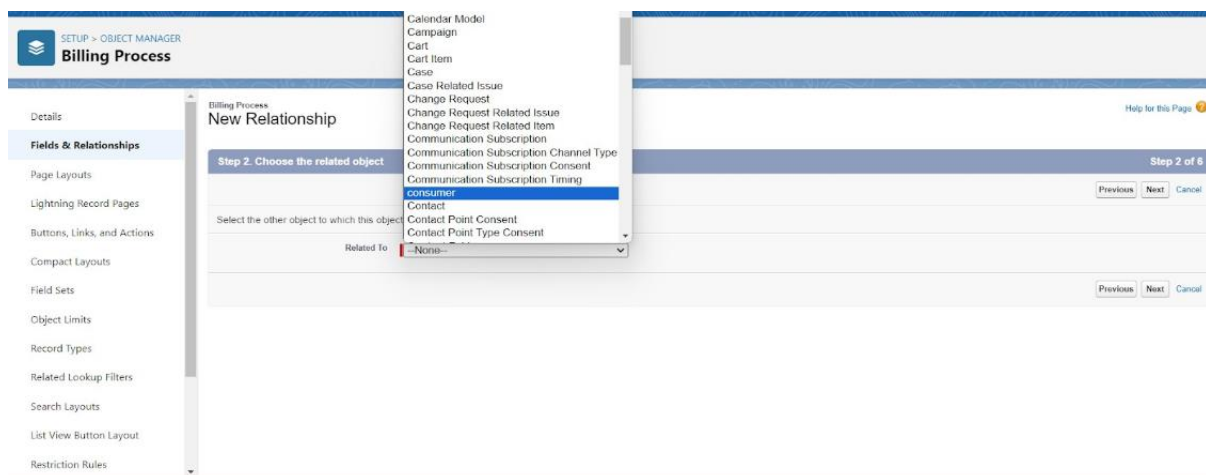 SETUP > OBJECT MANAGER
Billing Process
Details
Fields & Relationships
Page Layouts
Lightning Record Pages
Buttons, Links, and Actions
Compact Layouts
Field Sets
Object Limits
Record Types
Related Lookup Filters
Search Layouts
List View Button Layout
Restriction Rules
Billing Process
New Relationship
Help for this Page
Step 2. Choose the related object
Step 2 of 6
Previous Next Cancel
Select the other object to which this object
Related To
--None--
Calendar Model
Campaign
Cart
Cart Item
Case
Case Related Issue
Change Request
Change Request Related Issue
Change Request Related Item
Communication Subscription
Communication Subscription Channel Type
Communication Subscription Consent
Communication Subscription Timing
consumer
Contact
Contact Point Consent
Contact Point Type Consent
Previous Next Cancel